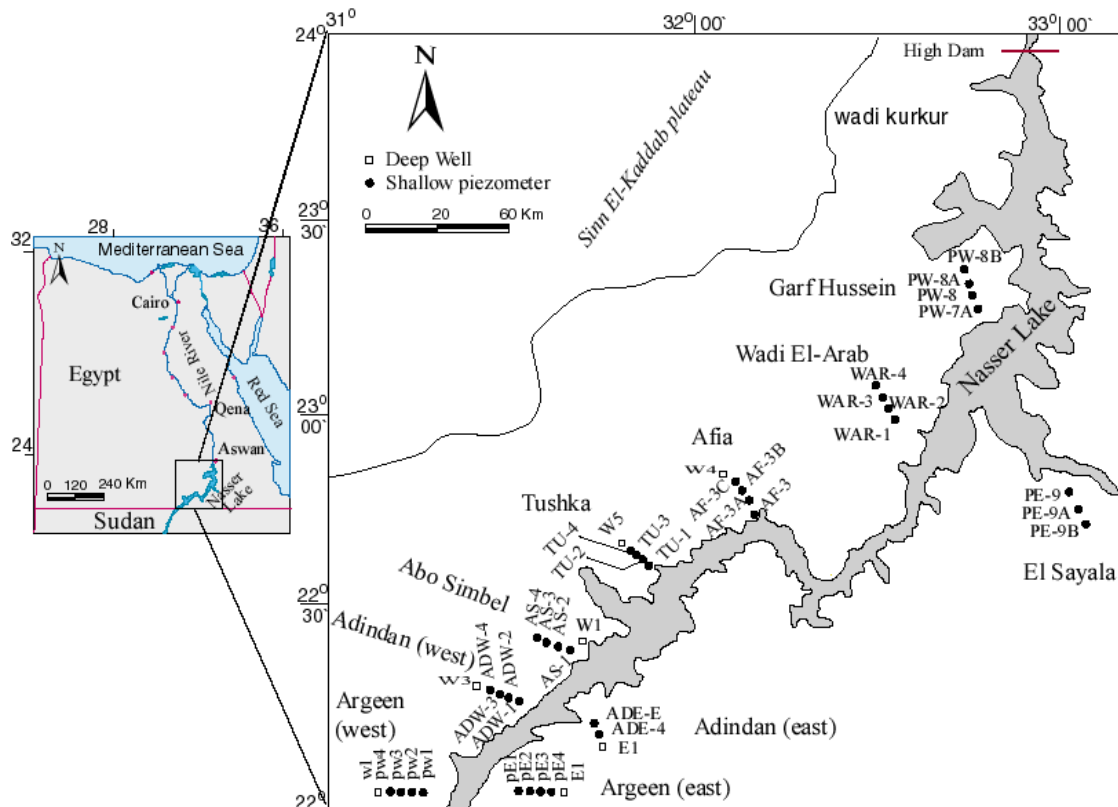 31°
32°
33°
24°
High Dam
N
wadi kurkur
Deep Well
Shallow piezometer
Sinn El-Kaddab plateau
0 20 60 Km
23°
30`
28
36
32
N
Mediterranean Sea
Cairo
Nile River
Egypt
Red Sea
Qena
24
Aswan
0 120 240 Km
Nasser
Lake
Sudan
PW-8B
PW-8A
PW-8
PW-7A
Garf Hussein
Nasser Lake
Wadi El-Arab
WAR-4
WAR-3 WAR-2
WAR-1
23°
00`
Afia
W4
AF-3C
AF-3B
AF-3A
AF-3
PE-9
PE-9A
PE-9B
El Sayala
Tushka
W5
TU-4
TU-3
TU-2
TU-1
22°
30`
Abo Simbel
AS-4
AS-3
AS-2
AS-1
W1
Adindan (west)
W3
ADW-4
ADW-2
ADW-3
ADW-1
ADE-E
ADE-4
E1
Adindan (east)
Argeen
(west)
w1
pw4
pw3
pw2
pw1
pE1
pE2
pE3
pE4
E1
Argeen (east)
22°